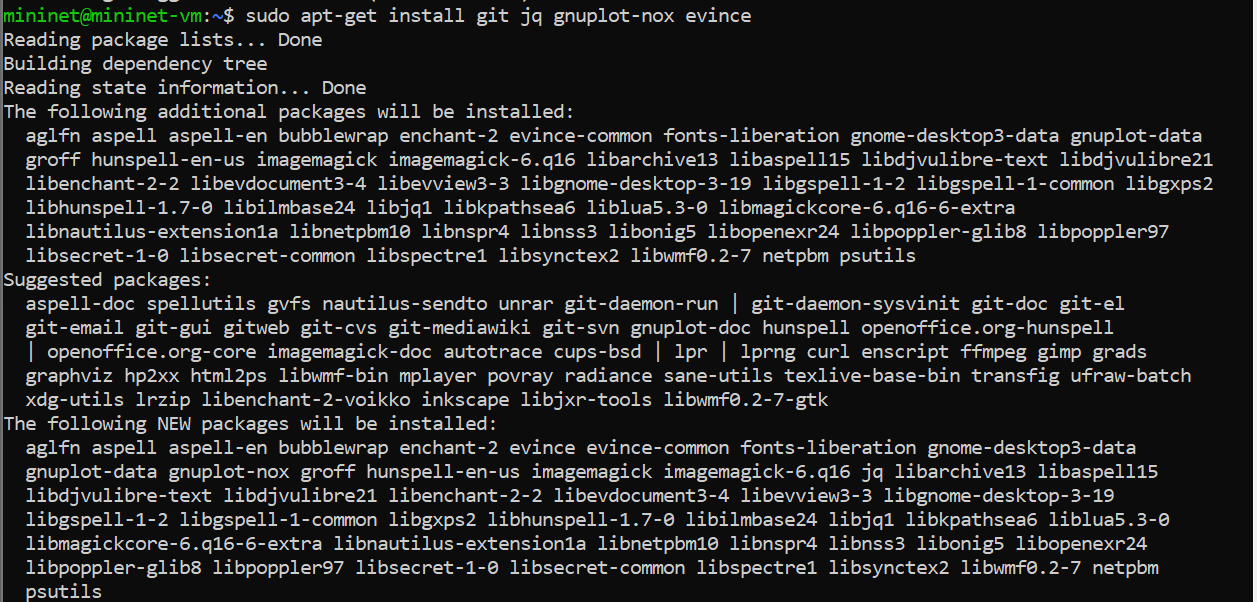 mininet@mininet-vm:~$ sudo apt-get install git jq gnuplot-nox evince
Reading package lists... Done
Building dependency tree
Reading state information... Done
The following additional packages will be installed:
aglfn aspell aspell-en bubblewrap enchant-2 evince-common fonts-liberation gnome-desktop3-data gnuplot-data
groff hunspell-en-us imagemagick imagemagick-6.q16 libarchive13 libaspell15 libdjvulibre-text libdjvulibre21
libenchant-2-2 libevdocument3-4 libevview3-3 libgnome-desktop-3-19 libgspell-1-2 libgspell-1-common libgxps2
libhunspell-1.7-0 libilmbase24 libjq1 libkpathsea6 liblua5.3-0 libmagickcore-6.q16-6-extra
libnautilus-extension1a libnetpbm10 libnspr4 libnss3 libonig5 libopenexr24 libpoppler-glib8 libpoppler97
libsecret-1-0 libsecret-common libspectre1 libsynctex2 libwmf0.2-7 netpbm psutils
Suggested packages:
aspell-doc spellutils gvfs nautilus-sendto unrar git-daemon-run | git-daemon-sysvinit git-doc git-el
git-email git-gui gitweb git-cvs git-mediawiki git-svn gnuplot-doc hunspell openoffice.org-hunspell
| openoffice.org-core imagemagick-doc autotrace cups-bsd | lpr | lprng curl enscript ffmpeg gimp grads
graphviz hp2xx html2ps libwmf-bin mplayer povray radiance sane-utils texlive-base-bin transfig ufraw-batch
xdg-utils lrzip libenchant-2-voikko inkscape libjxr-tools libwmf0.2-7-gtk
The following NEW packages will be installed:
aglfn aspell aspell-en bubblewrap enchant-2 evince evince-common fonts-liberation gnome-desktop3-data
gnuplot-data gnuplot-nox groff hunspell-en-us imagemagick imagemagick-6.q16 jq libarchive13 libaspell15
libdjvulibre-text libdjvulibre21 libenchant-2-2 libevdocument3-4 libevview3-3 libgnome-desktop-3-19
libgspell-1-2 libgspell-1-common libgxps2 libhunspell-1.7-0 libilmbase24 libjq1 libkpathsea6 liblua5.3-0
libmagickcore-6.q16-6-extra libnautilus-extension1a libnetpbm10 libnspr4 libnss3 libonig5 libopenexr24
libpoppler-glib8 libpoppler97 libsecret-1-0 libsecret-common libspectre1 libsynctex2 libwmf0.2-7 netpbm
psutils